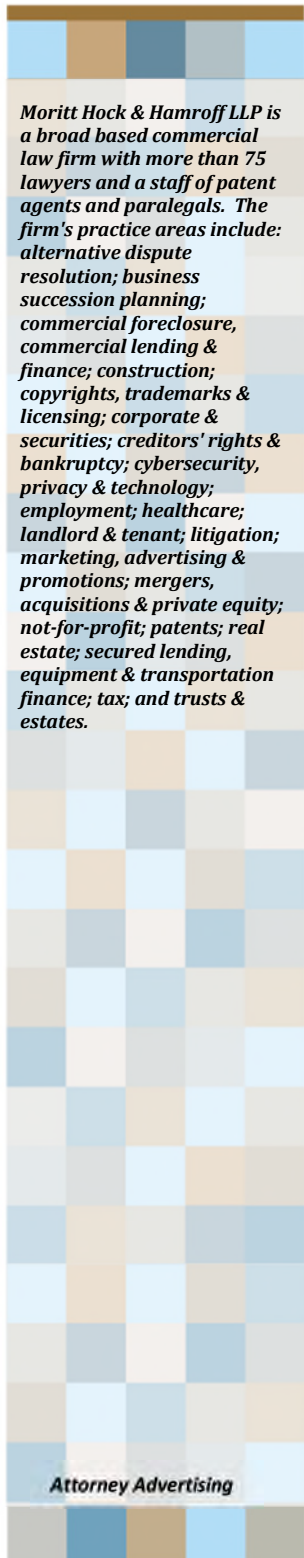 Moritt Hock & Hamroff LLP is
a broad based commercial
law firm with more than 75
lawyers and a staff of patent
agents and paralegals.  The
firm's practice areas include:
alternative dispute
resolution; business
succession planning;
commercial foreclosure,
commercial lending &
finance; construction;
copyrights, trademarks &
licensing; corporate &
securities; creditors' rights &
bankruptcy; cybersecurity,
privacy & technology;
employment; healthcare;
landlord & tenant; litigation;
marketing, advertising &
promotions; mergers,
acquisitions & private equity;
not-for-profit; patents; real
estate; secured lending,
equipment & transportation
finance; tax; and trusts &
estates.
Attorney Advertising